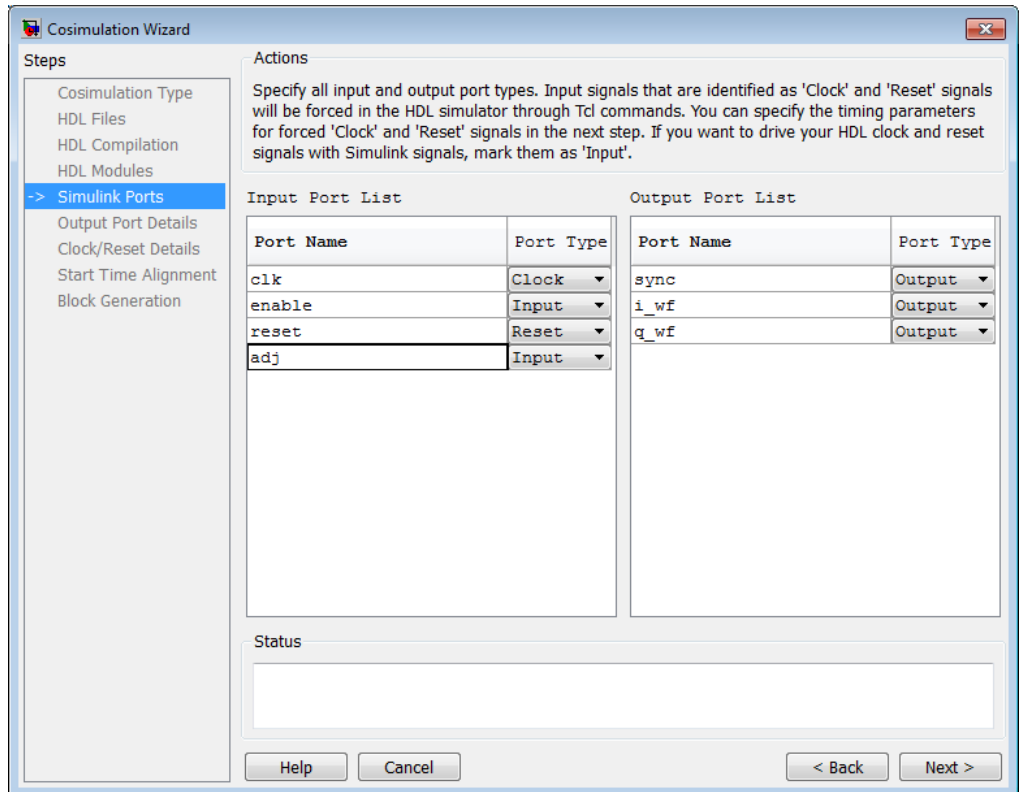 Cosimulation Wizard
Steps
Cosimulation Type
HDL Files
HDL Compilation
HDL Modules
-> Simulink Ports
Output Port Details
Clock/Reset Details
Start Time Alignment
Block Generation
Actions
Specify all input and output port types. Input signals that are identified as 'Clock' and 'Reset' signals
will be forced in the HDL simulator through Tcl commands. You can specify the timing parameters
for forced 'Clock' and 'Reset' signals in the next step. If you want to drive your HDL clock and reset
signals with Simulink signals, mark them as 'Input'.
Input Port List
Port Name Port Type
clk Clock
enable Input
reset Reset
adj Input
Output Port List
Port Name Port Type
sync Output
i_wf Output
q_wf Output
Status
Help Cancel < Back Next >